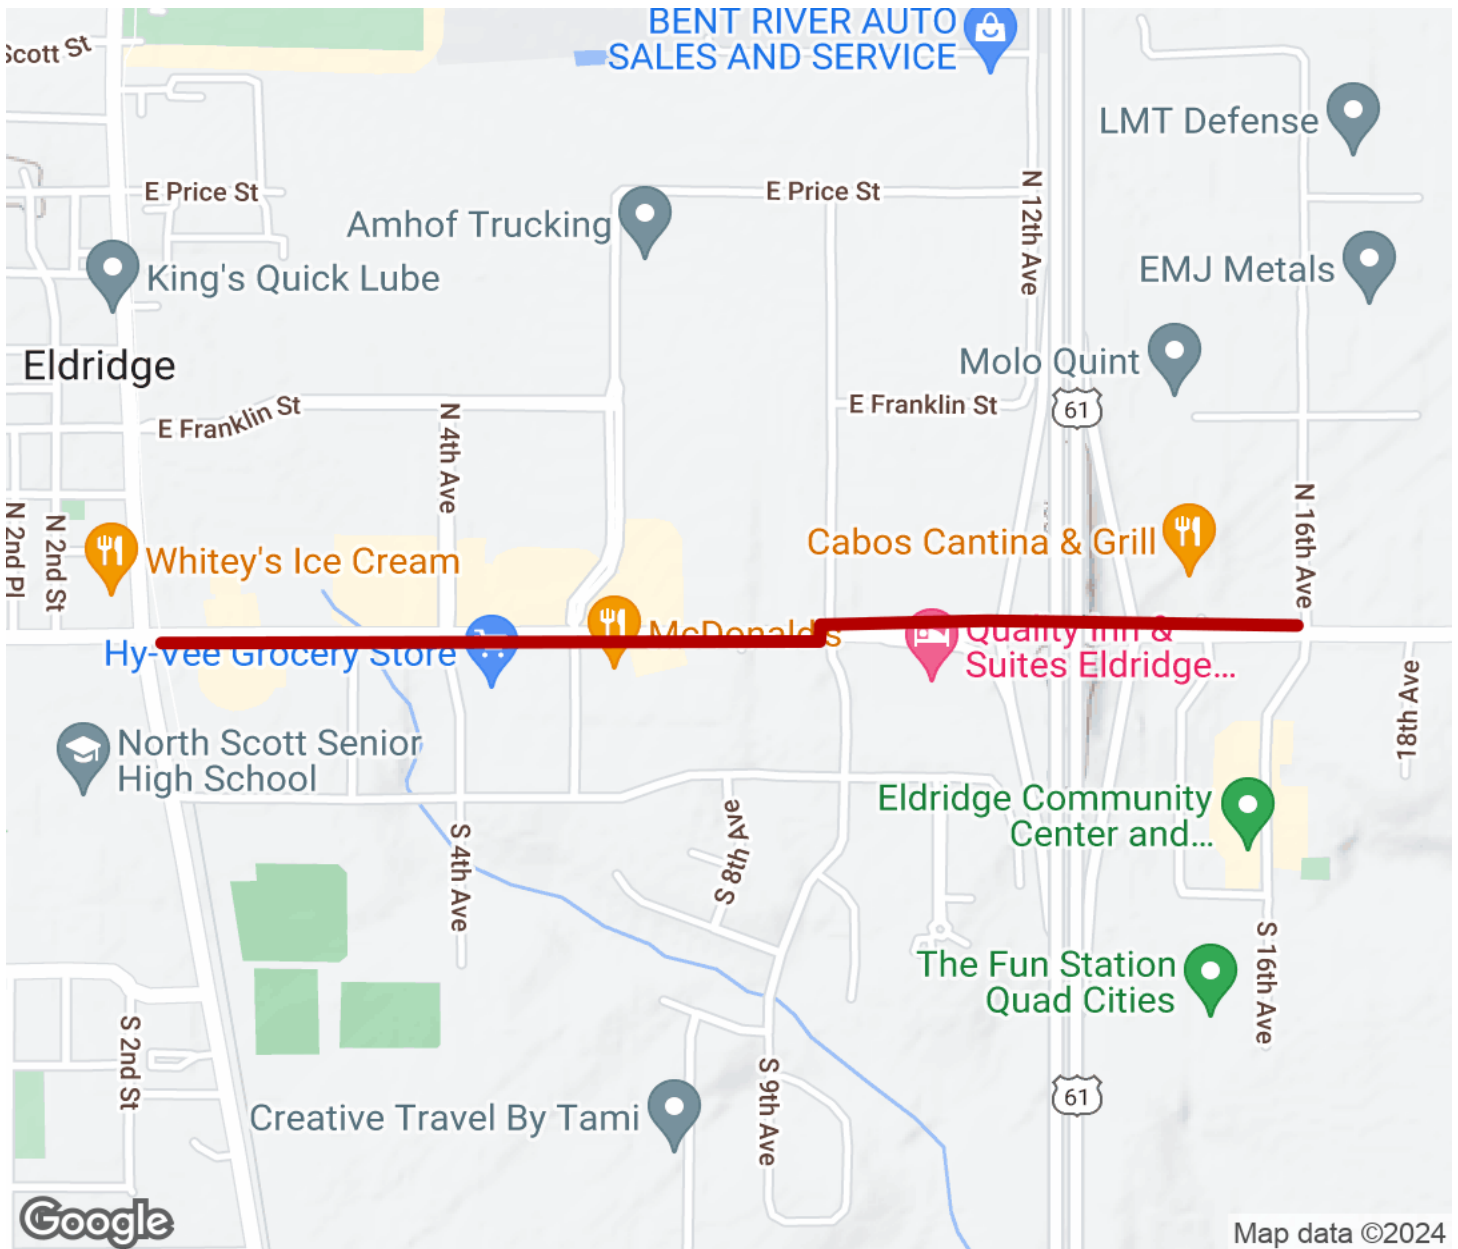 BENT RIVER AUTO
SALES AND SERVICE
Scott St
LMT Defense
E Price St
E Price St
N 12th Ave
Amhof Trucking
King's Quick Lube
EMJ Metals
Eldridge
Molo Quint
E Franklin St
E Franklin St
61
N 4th Ave
N 2nd Pl
N 2nd St
N 16th Ave
Whitey's Ice Cream
Cabos Cantina & Grill
McDonald's
Hy-Vee Grocery Store
Quality Inn &
Suites Eldridge...
18th Ave
North Scott Senior
High School
Eldridge Community
Center and...
S 4th Ave
S 8th Ave
The Fun Station
Quad Cities
S 16th Ave
S 2nd St
S 9th Ave
61
Creative Travel By Tami
Google
Map data ©2024